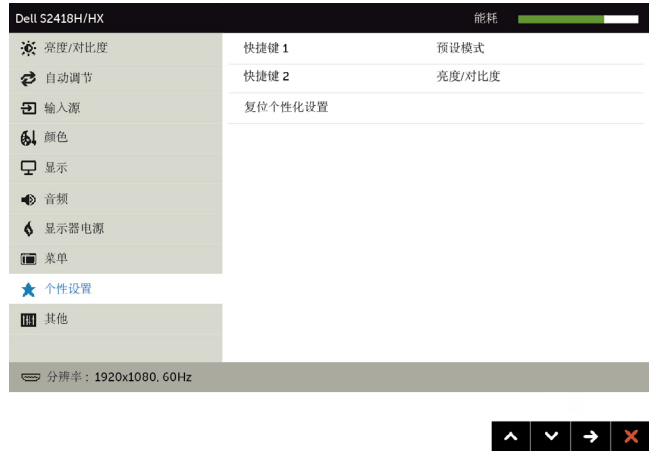 Dell S2418H/HX 能耗
亮度/对比度 快捷键 1 预设模式
自动调节 快捷键 2 亮度/对比度
输入源 复位个性化设置
颜色
显示
音频
显示器电源
菜单
个性设置
其他
分辨率 : 1920x1080, 60Hz